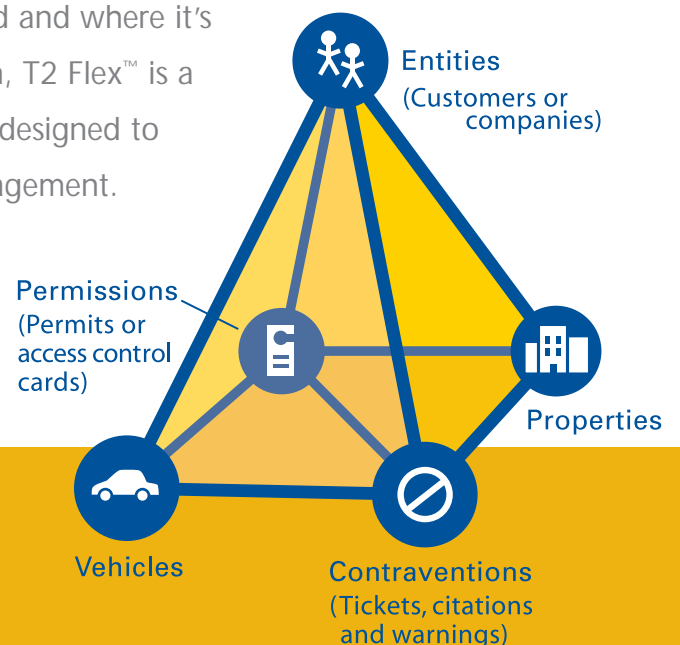 d and where it's
, T2 Flex™ is a
designed to
agement.
Entities
(Customers or
companies)
Permissions
(Permits or
access control
cards)
Properties
Vehicles
Contraventions
(Tickets, citations
and warnings)